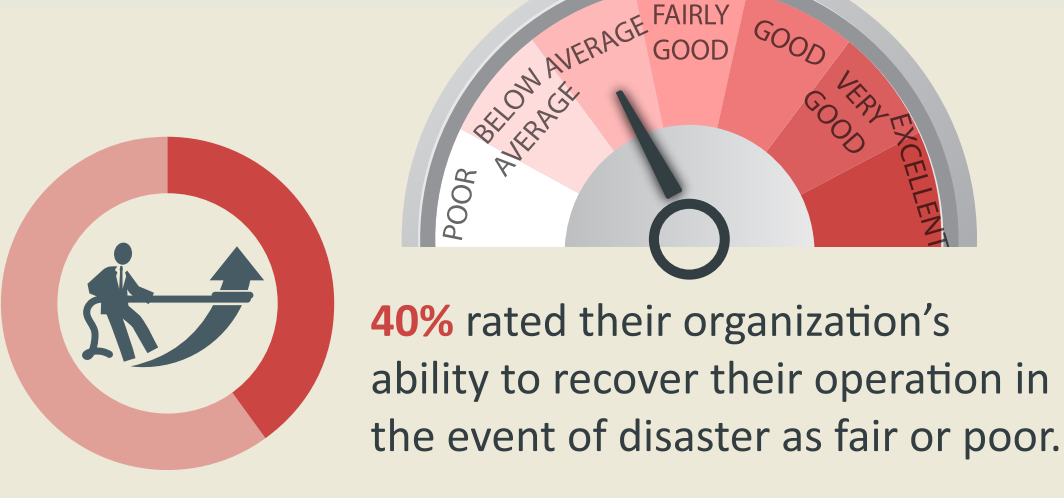 POOR
BELOW
AVERAGE
AVERAGE
FAIRLY
GOOD
GOOD
VERY
GOOD
EXCELLENT
40% rated their organization’s
ability to recover their operation in
the event of disaster as fair or poor.